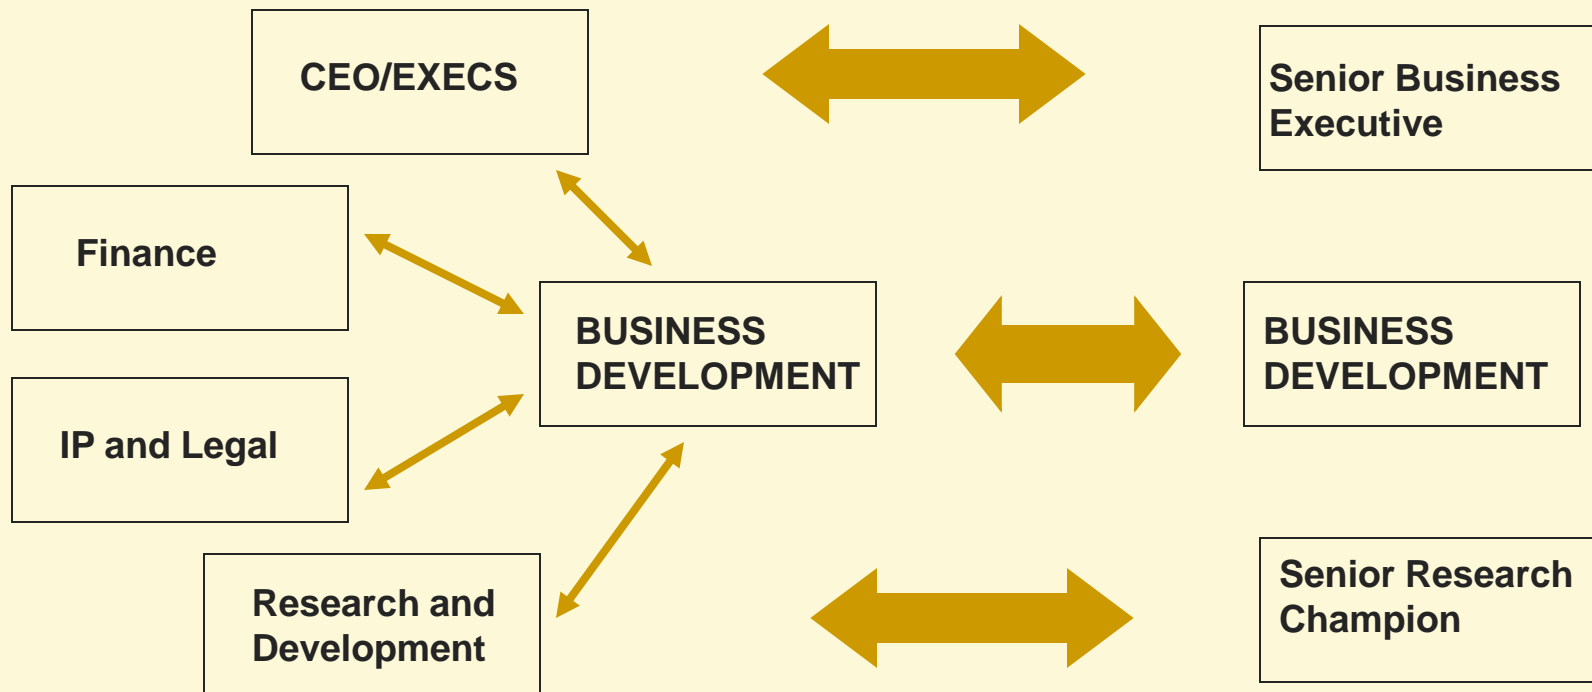 CEO/EXECS
Senior Business
Executive
Finance
BUSINESS
DEVELOPMENT
BUSINESS
DEVELOPMENT
IP and Legal
Research and
Development
Senior Research
Champion